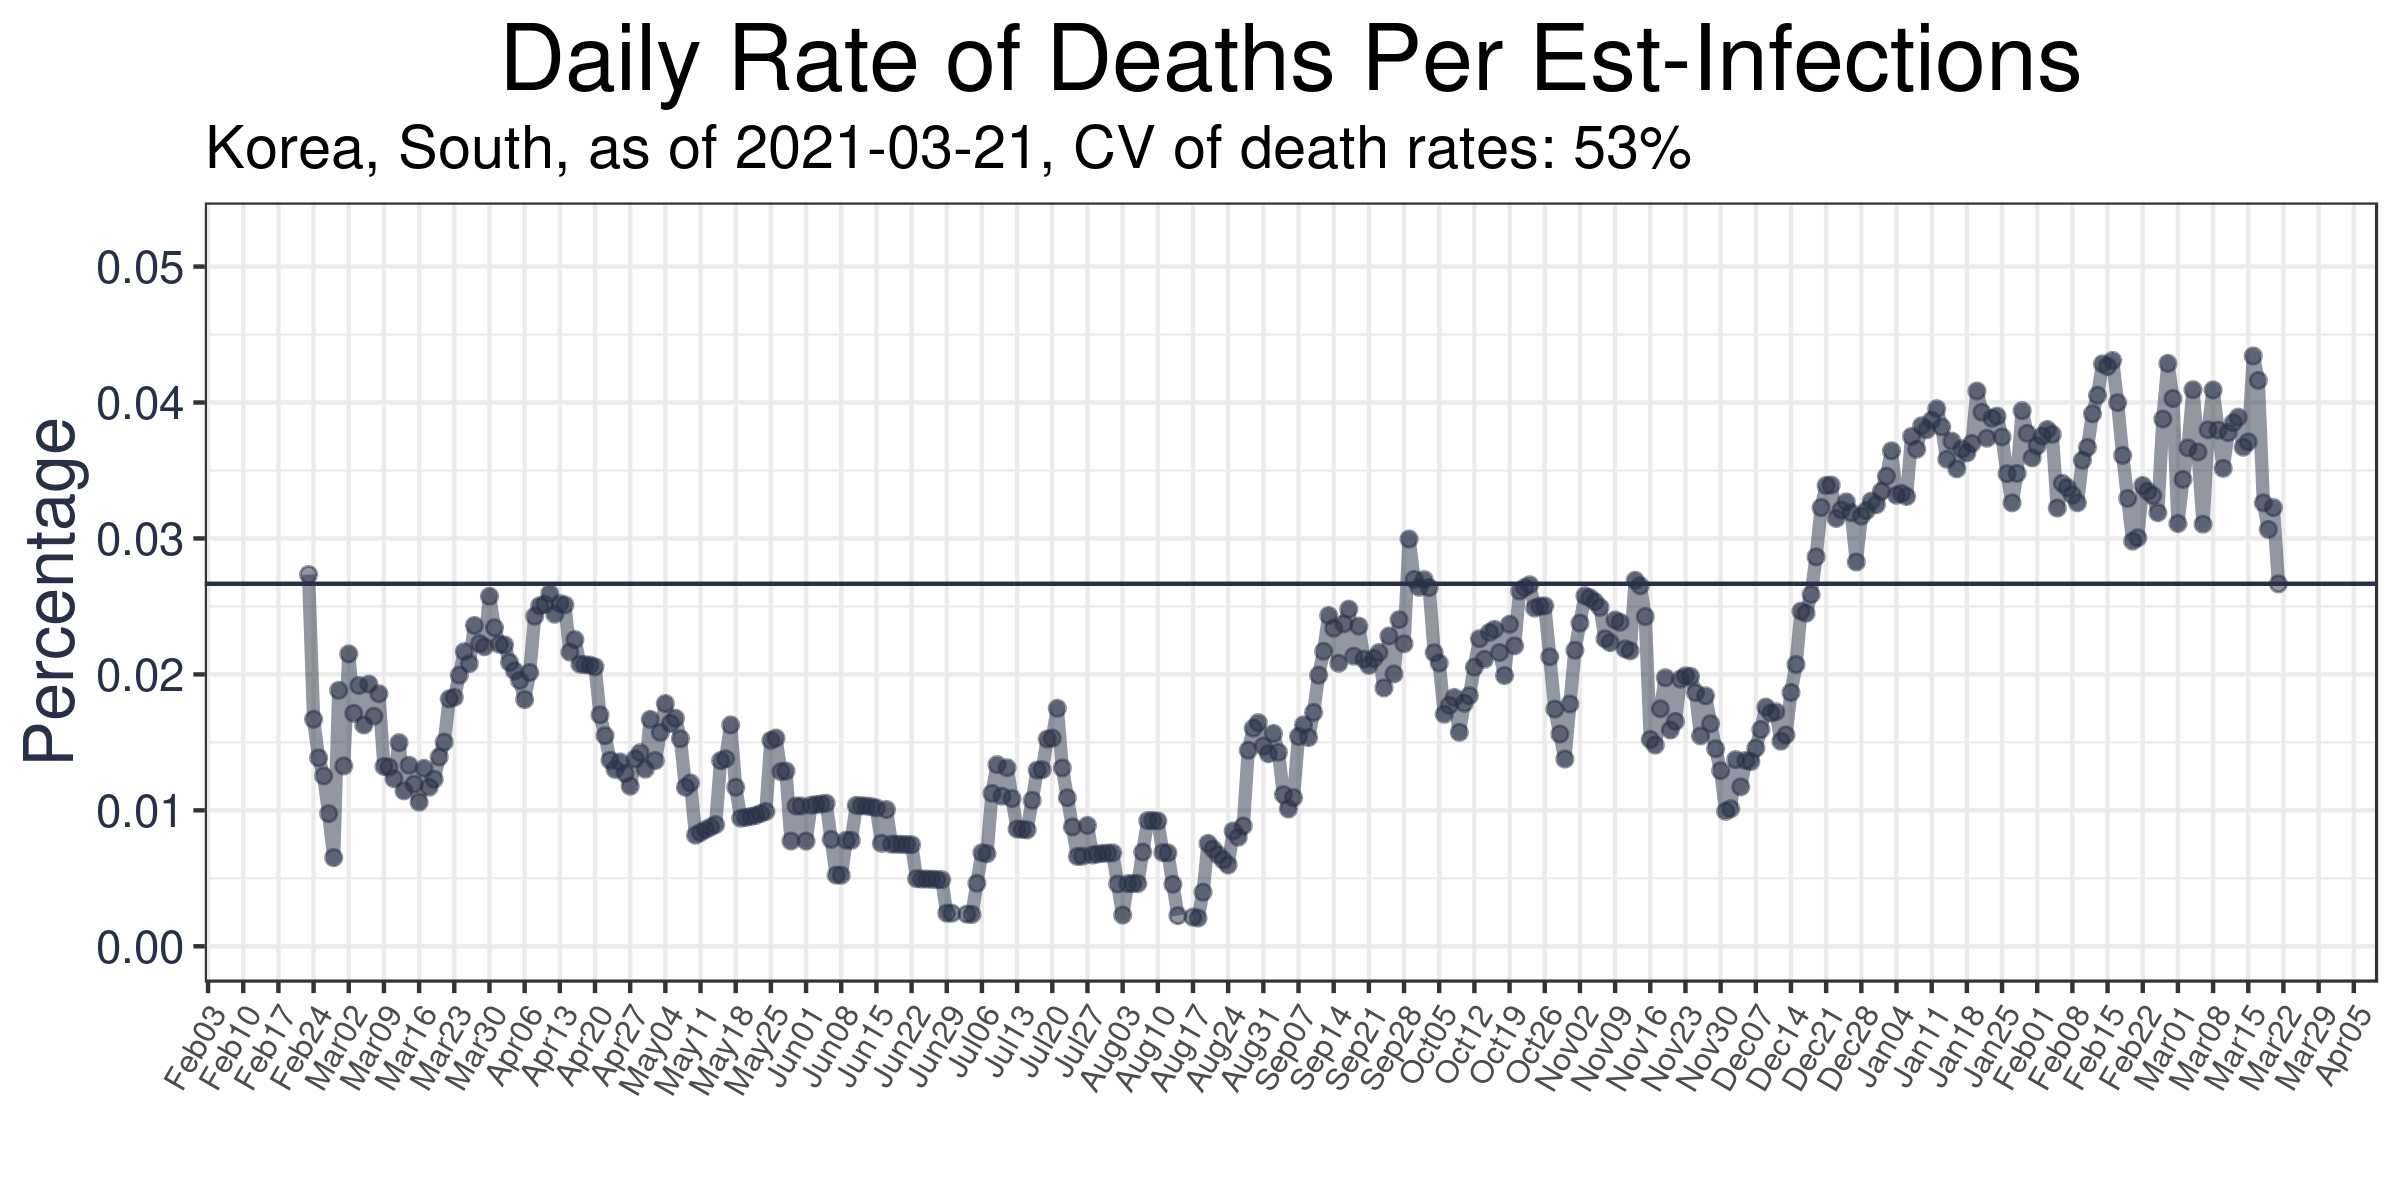 Daily Rate of Deaths Per Est-Infections
Korea, South, as of 2021-03-21, CV of death rates: 53%
Percentage
0.05
0.04
0.03
0.02
0.01
0.00
Feb03
Feb10
Feb17
Feb24
Mar02
Mar09
Mar16
Mar23
Mar30
Apr06
Apr13
Apr20
Apr27
May04
May11
May18
May25
Jun01
Jun08
Jun15
Jun22
Jun29
Jul06
Jul13
Jul20
Jul27
Aug03
Aug10
Aug17
Aug24
Aug31
Sep07
Sep14
Sep21
Sep28
Oct05
Oct12
Oct19
Oct26
Nov02
Nov09
Nov16
Nov23
Nov30
Dec07
Dec14
Dec21
Dec28
Jan04
Jan11
Jan18
Jan25
Feb01
Feb08
Feb15
Feb22
Mar01
Mar08
Mar15
Mar22
Mar29
Apr05